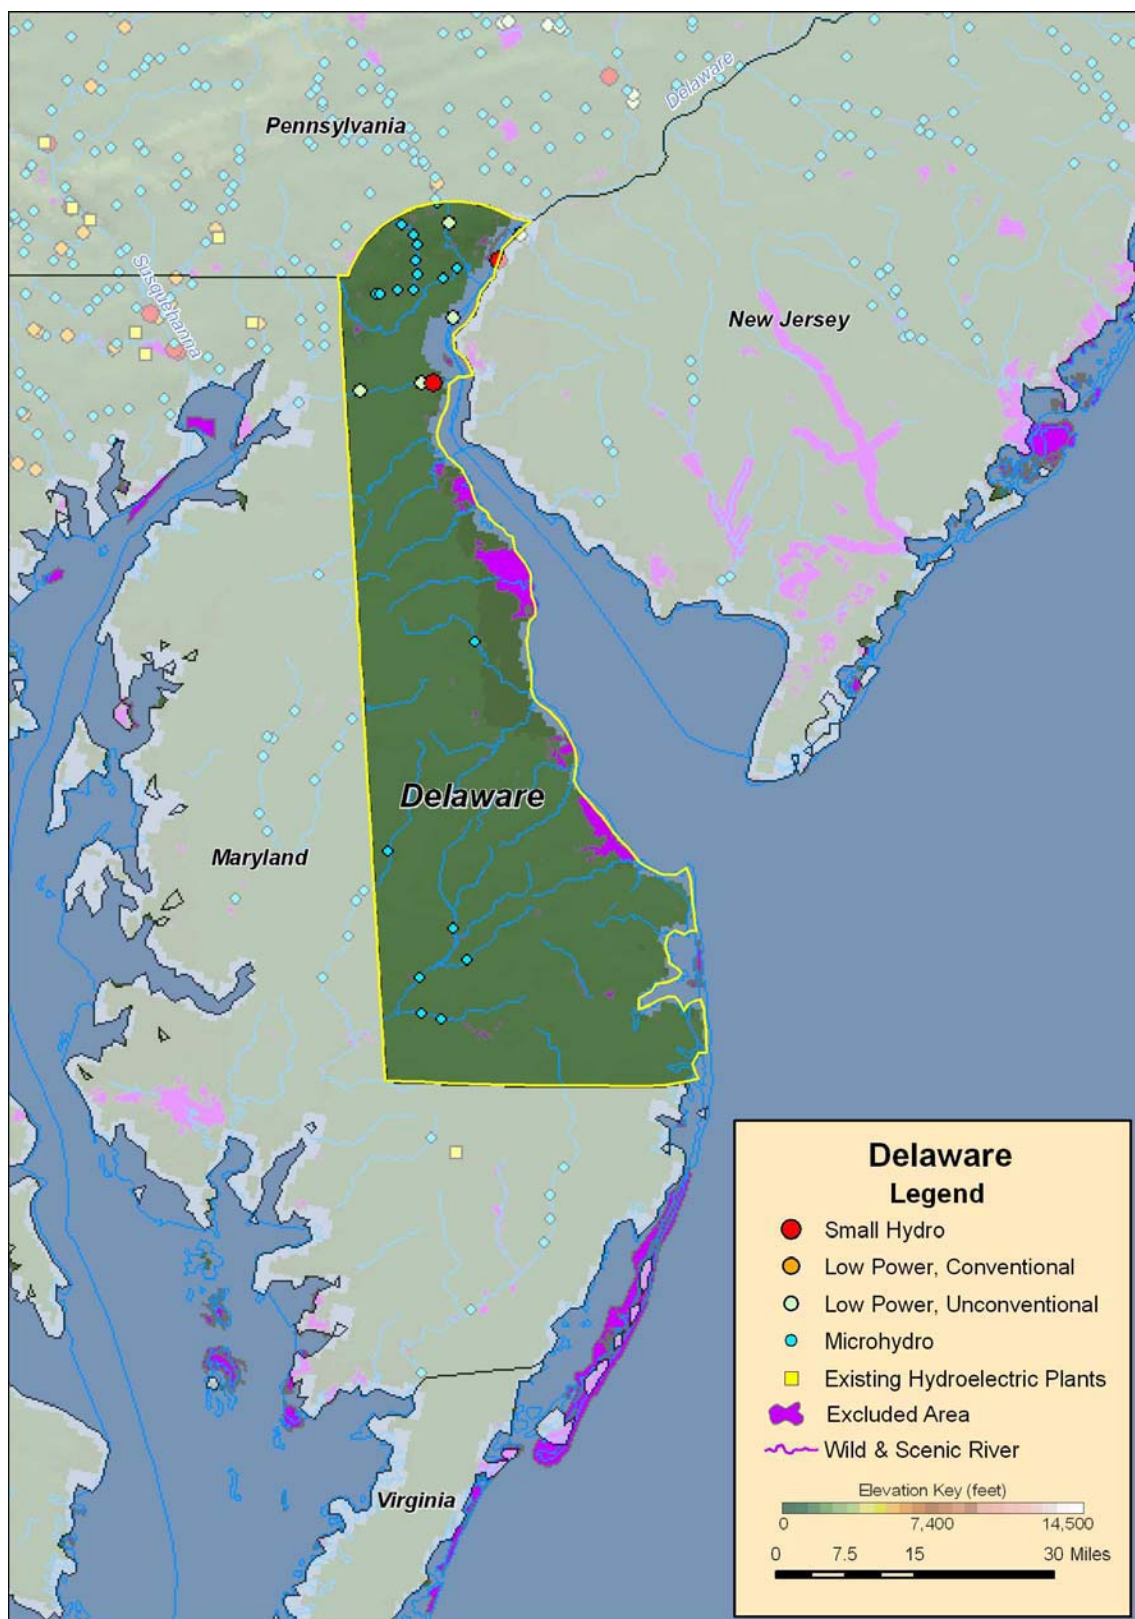 Delaware
Pennsylvania
Susquehanna
New Jersey
Delaware
Maryland
Virginia
Delaware
Legend
Small Hydro
Low Power, Conventional
Low Power, Unconventional
Microhydro
Existing Hydroelectric Plants
Excluded Area
Wild & Scenic River
Elevation Key (feet)
0 7,400 14,500
0 7.5 15 30 Miles